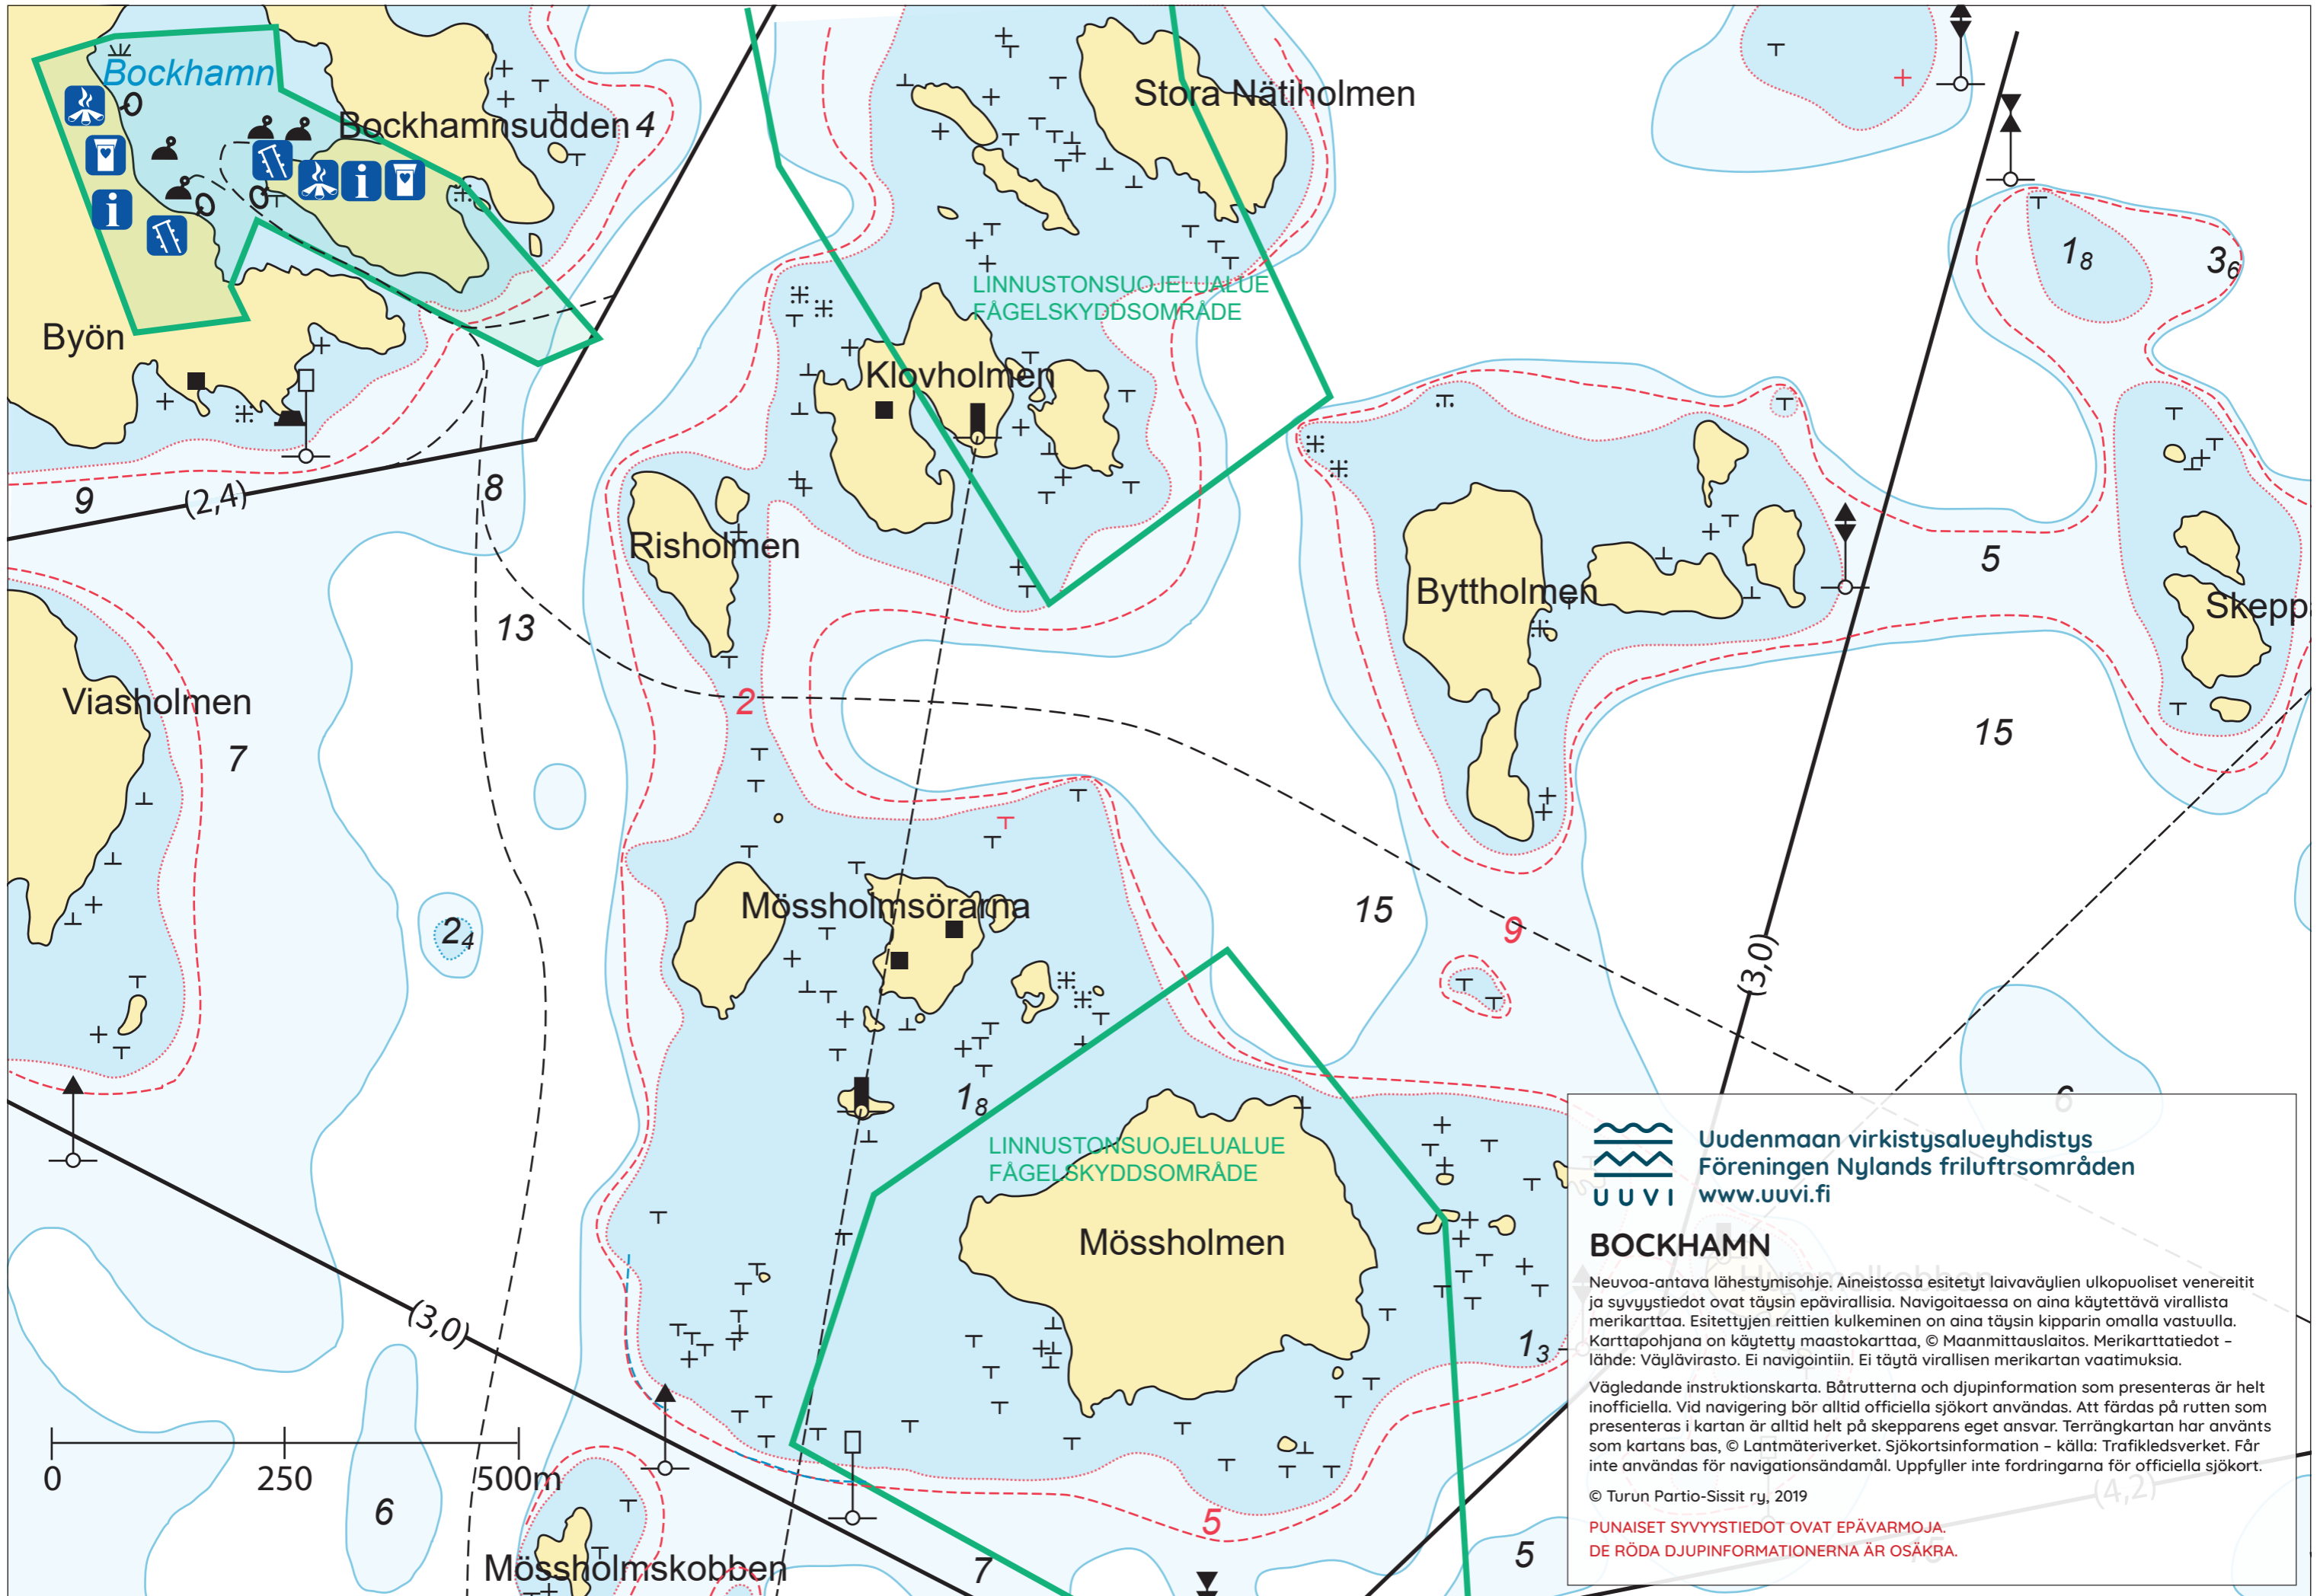 Bockhamn
Bockhamnsudden
4
Stora Nätiholmen
1₈
3₆
LINNUSTONSUOJELUALUE
FÅGELSKYDDSOMRÅDE
Byön
Klovholmen
9
(2,4)
8
Risholmen
5
Byttholmen
13
Viasholmen
2
15
7
Mössholmsörarna
15
9
2₄
(3,0)
6
1₈
LINNUSTONSUOJELUALUE
FÅGELSKYDDSOMRÅDE
Mössholmen
(3,0)
1₃
0
250
500m
6
5
Mössholmskobben
7
5
UUVI
Uudenmaan virkistysalueyhdistys
Föreningen Nylands friluftrsområden
www.uuvi.fi
BOCKHAMN
Neuvoa-antava lähestymisohje. Aineistossa esitetyt laivaväylien ulkopuoliset venereitit
ja syvyystiedot ovat täysin epävirallisia. Navigoitaessa on aina käytettävä virallista
merikarttaa. Esitettyjen reittien kulkeminen on aina täysin kipparin omalla vastuulla.
Karttapohjana on käytetty maastokarttaa, © Maanmittauslaitos. Merikarttatiedot –
lähde: Väylävirasto. Ei navigointiin. Ei täytä virallisen merikartan vaatimuksia.
Vägledande instruktionskarta. Båtrutterna och djupinformation som presenteras är helt
inofficiella. Vid navigering bör alltid officiella sjökort användas. Att färdas på rutten som
presenteras i kartan är alltid helt på skepparens eget ansvar. Terrängkartan har använts
som kartans bas, © Lantmäteriverket. Sjökortsinformation – källa: Trafikledsverket. Får
inte användas för navigationsändamål. Uppfyller inte fordringarna för officiella sjökort.
© Turun Partio-Sissit ry, 2019
PUNAISET SYVYYSTIEDOT OVAT EPÄVARMOJA.
DE RÖDA DJUPINFORMATIONERNA ÄR OSÄKRA.
(4,2)